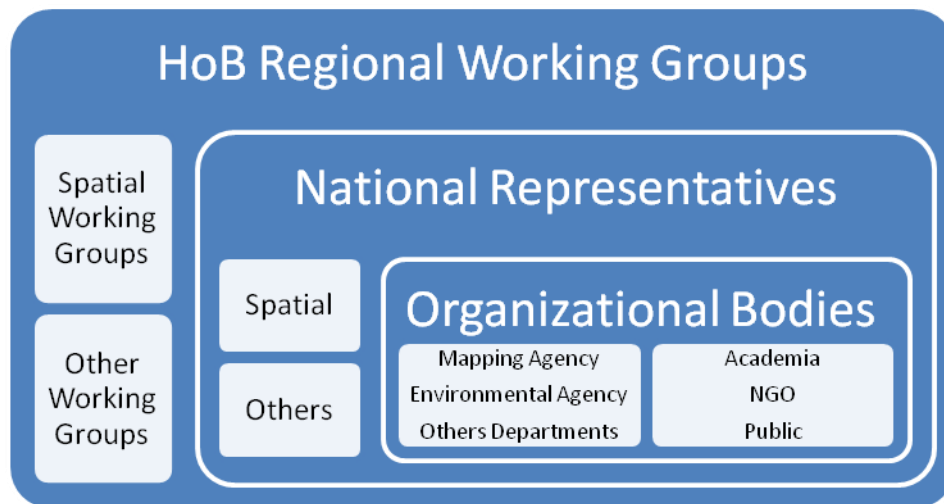 HoB Regional Working Groups
Spatial
Working
Groups
Other
Working
Groups
National Representatives
Spatial
Others
Organizational Bodies
Mapping Agency
Environmental Agency
Others Departments
Academia
NGO
Public